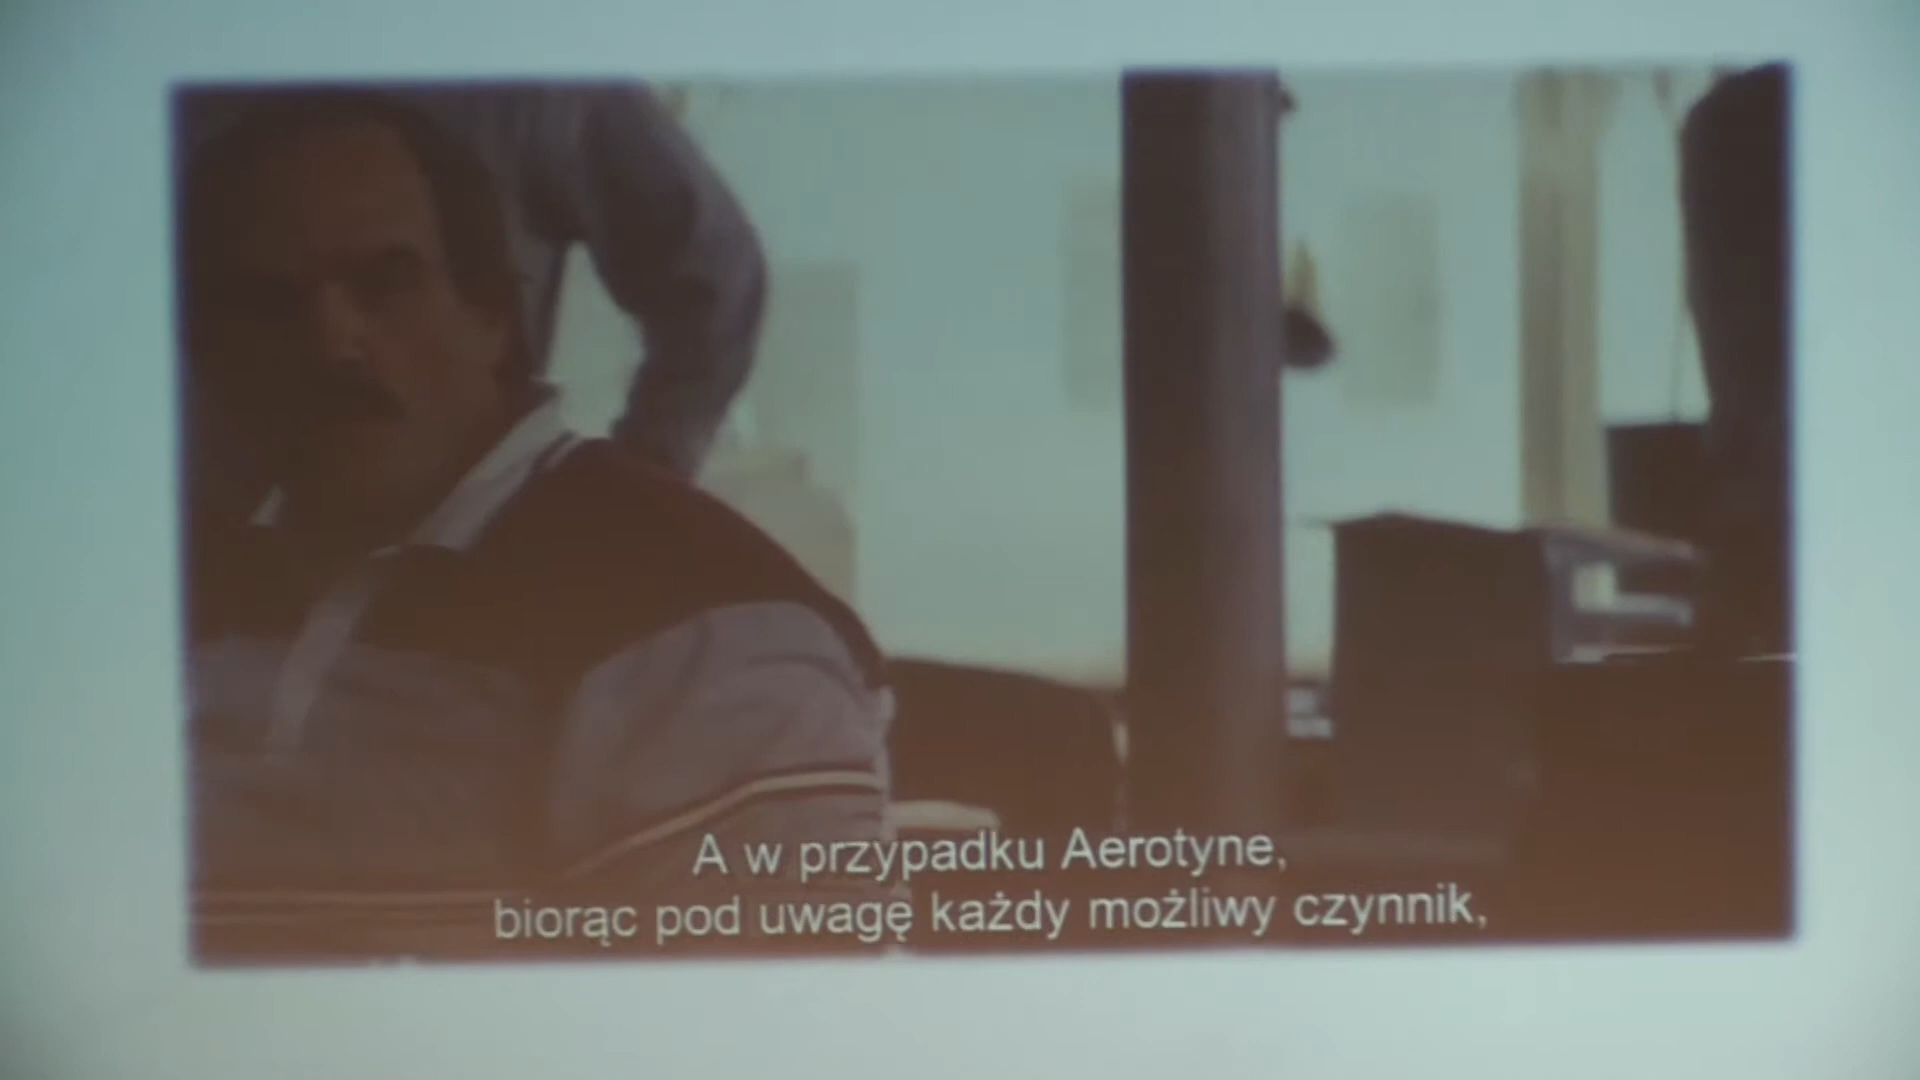 A w przypadku Aerotyne,
biorąc pod uwagę każdy możliwy czynnik,